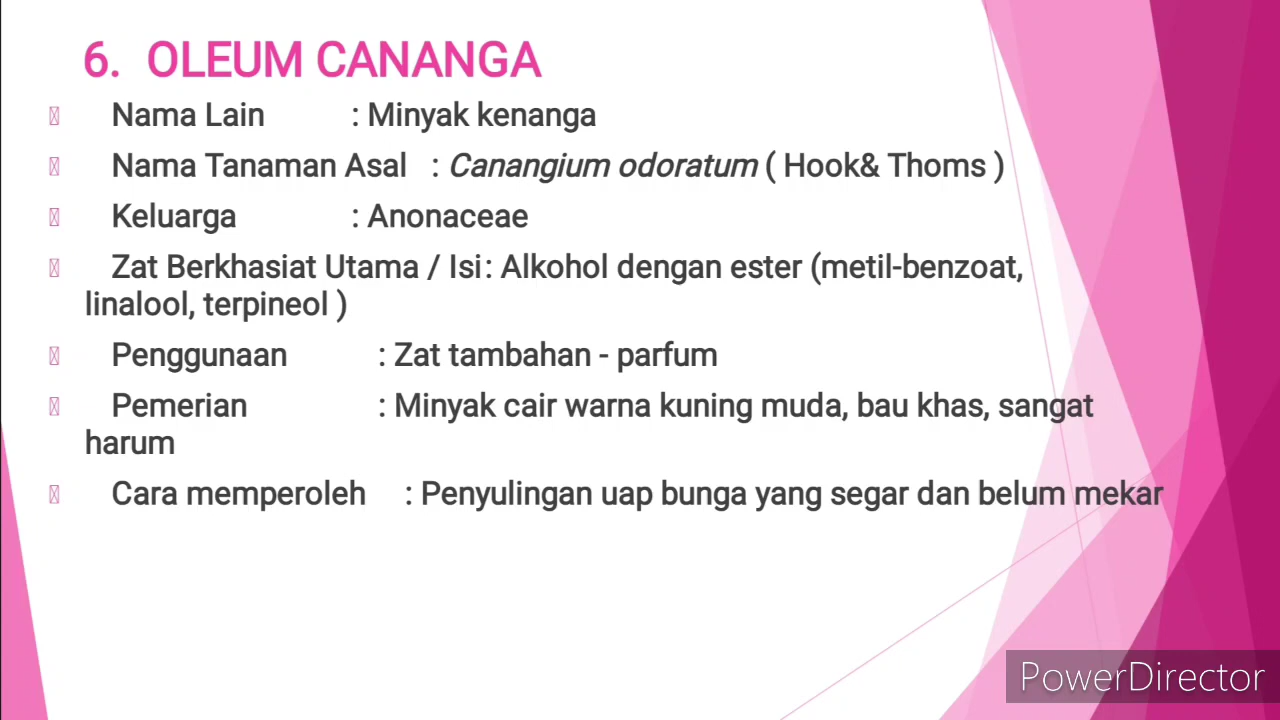 6. OLEUM CANANGA
Nama Lain : Minyak kenanga
Nama Tanaman Asal : Canangium odoratum ( Hook& Thoms )
Keluarga : Anonaceae
Zat Berkhasiat Utama / Isi: Alkohol dengan ester (metil-benzoat,
linalool, terpineol )
Penggunaan : Zat tambahan - parfum
Pemerian : Minyak cair warna kuning muda, bau khas, sangat
harum
Cara memperoleh : Penyulingan uap bunga yang segar dan belum mekar
PowerDirector